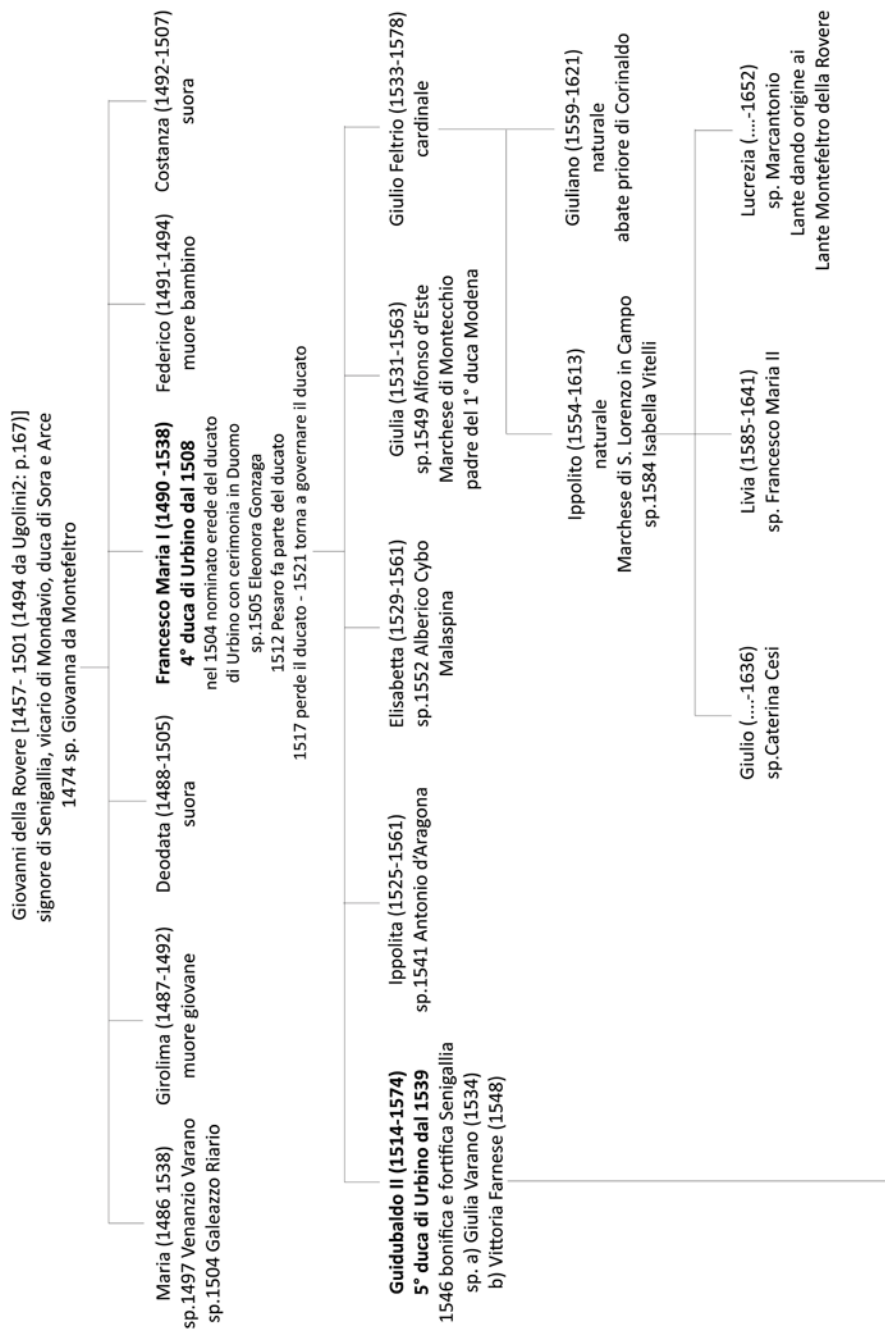 Giovanni della Rovere [1457- 1501 (1494 da Ugolini2: p.167)]
signore di Senigallia, vicario di Mondavio, duca di Sora e Arce
1474 sp. Giovanna da Montefeltro
Maria (1486 1538)
sp.1497 Venanzio Varano
sp.1504 Galeazzo Riario
Girolima (1487-1492)
muore giovane
Deodata (1488-1505)
suora
Francesco Maria I (1490 -1538)
4° duca di Urbino dal 1508
nel 1504 nominato erede del ducato
di Urbino con cerimonia in Duomo
sp.1505 Eleonora Gonzaga
1512 Pesaro fa parte del ducato
1517 perde il ducato - 1521 torna a governare il ducato
Federico (1491-1494)
muore bambino
Costanza (1492-1507)
suora
Guidubaldo II (1514-1574)
5° duca di Urbino dal 1539
1546 bonifica e fortifica Senigallia
sp. a) Giulia Varano (1534)
b) Vittoria Farnese (1548)
Ippolita (1525-1561)
sp.1541 Antonio d’Aragona
Elisabetta (1529-1561)
sp.1552 Alberico Cybo
Malaspina
Giulia (1531-1563)
sp.1549 Alfonso d’Este
Marchese di Montecchio
padre del 1° duca Modena
Giulio Feltrio (1533-1578)
cardinale
Ippolito (1554-1613)
naturale
Marchese di S. Lorenzo in Campo
sp.1584 Isabella Vitelli
Giuliano (1559-1621)
naturale
abate priore di Corinaldo
Giulio (....-1636)
sp.Caterina Cesi
Livia (1585-1641)
sp. Francesco Maria II
Lucrezia (....-1652)
sp. Marcantonio
Lante dando origine ai
Lante Montefeltro della Rovere